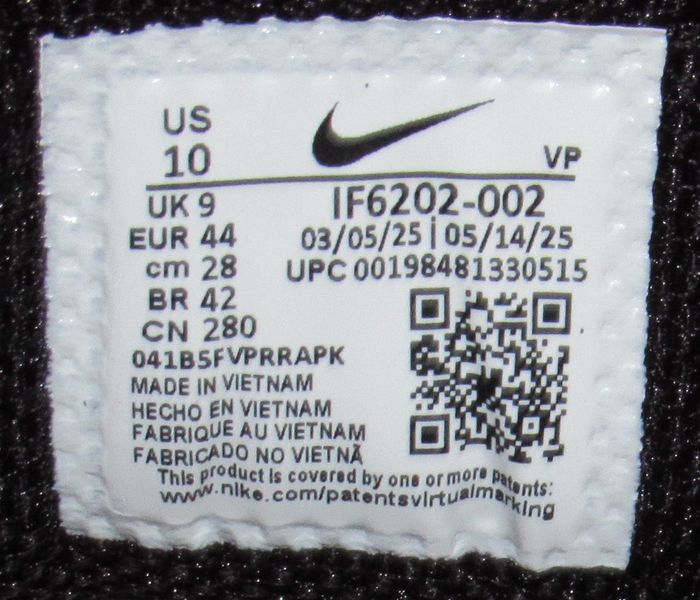 US
10
VP
UK 9
IF6202-002
EUR 44
03/05/25 | 05/14/25
cm 28
UPC 00198481330515
BR 42
CN 280
041B5FVPRRAPK
MADE IN VIETNAM
HECHO EN VIETNAM
FABRIQUE AU VIETNAM
FABRICADO NO VIETNÃ
This product is covered by one or more patents:
www.nike.com/patentsvirtualmarking